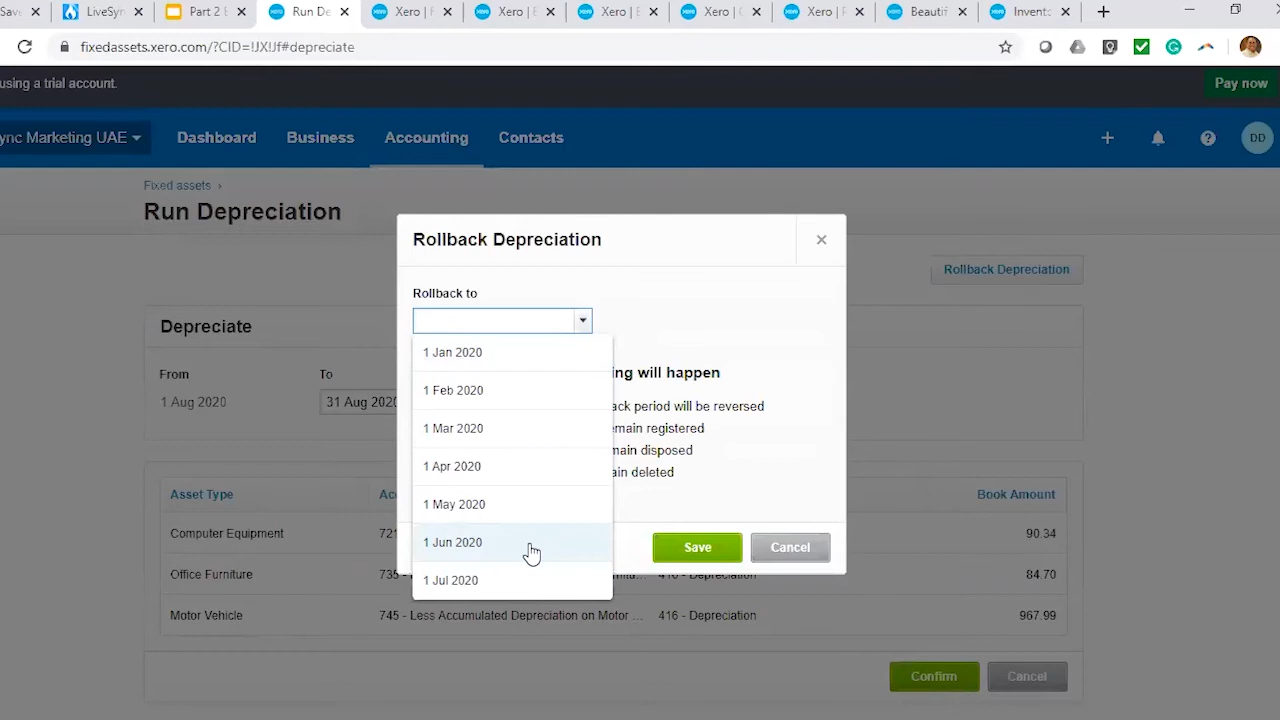 Save
LiveSyn
Part 2 E
Run De
Xero | F
Xero | E
Xero | E
Xero | C
Xero | F
Beautif
Invento
fixedassets.xero.com/?CID=!JX!Jf#depreciate
using a trial account.
Pay now
ync Marketing UAE
Dashboard
Business
Accounting
Contacts
DD
Fixed assets ›
Run Depreciation
Rollback Depreciation
Rollback Depreciation
Rollback to
Depreciate
From
To
1 Aug 2020
31 Aug 2020
1 Jan 2020
1 Feb 2020
1 Mar 2020
1 Apr 2020
1 May 2020
1 Jun 2020
1 Jul 2020
ing will happen
ack period will be reversed
emain registered
main disposed
ain deleted
Save
Cancel
Asset Type
Book Amount
Computer Equipment
721
90.34
Office Furniture
735 -
416 - Depreciation
84.70
Motor Vehicle
745 - Less Accumulated Depreciation on Motor ...
416 - Depreciation
967.99
Confirm
Cancel